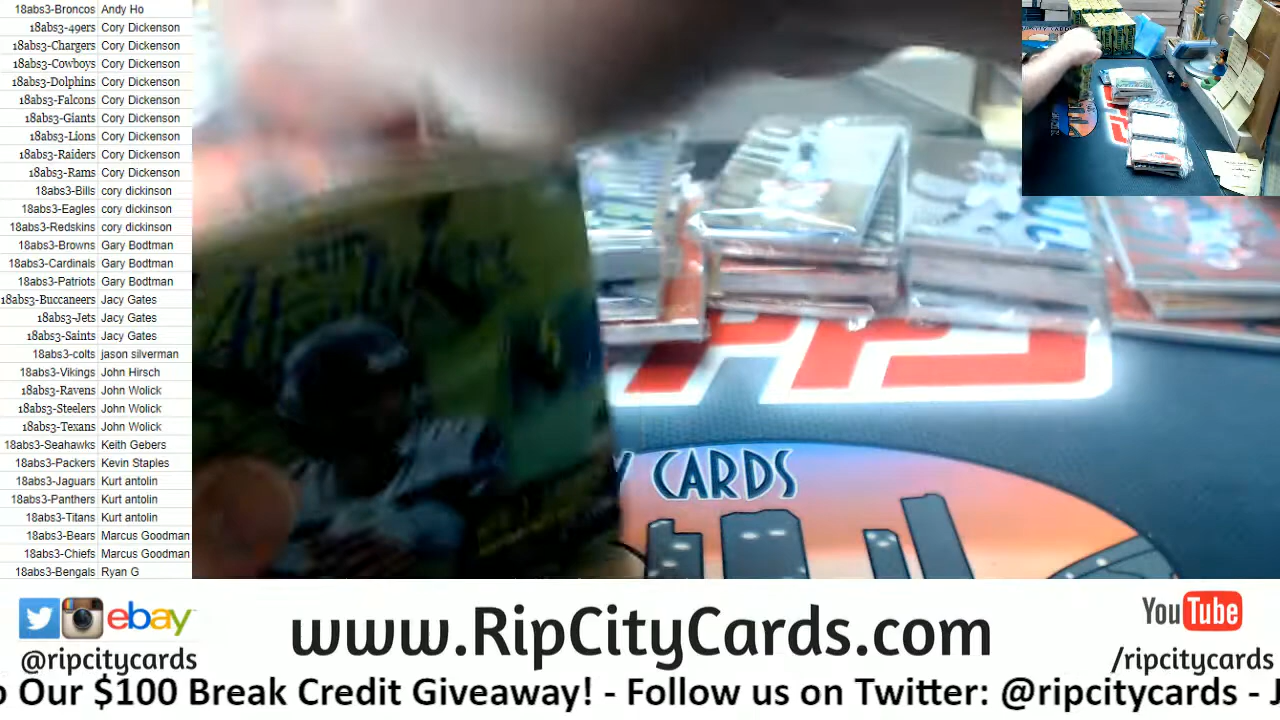 18abs3-Broncos Andy Ho
18abs3-49ers Cory Dickenson
18abs3-Chargers Cory Dickenson
18abs3-Cowboys Cory Dickenson
18abs3-Dolphins Cory Dickenson
18abs3-Falcons Cory Dickenson
18abs3-Giants Cory Dickenson
18abs3-Lions Cory Dickenson
18abs3-Raiders Cory Dickenson
18abs3-Rams Cory Dickenson
18abs3-Bills cory dickinson
18abs3-Eagles cory dickinson
18abs3-Redskins cory dickinson
18abs3-Browns Gary Bodtman
18abs3-Cardinals Gary Bodtman
18abs3-Patriots Gary Bodtman
18abs3-Buccaneers Jacy Gates
18abs3-Jets Jacy Gates
18abs3-Saints Jacy Gates
18abs3-colts jason silverman
18abs3-Vikings John Hirsch
18abs3-Ravens John Wolick
18abs3-Steelers John Wolick
18abs3-Texans John Wolick
18abs3-Seahawks Keith Gebers
18abs3-Packers Kevin Staples
18abs3-Jaguars Kurt antolin
18abs3-Panthers Kurt antolin
18abs3-Titans Kurt antolin
18abs3-Bears Marcus Goodman
18abs3-Chiefs Marcus Goodman
18abs3-Bengals Ryan G
Y CARDS
ebay
@ripcitycards
www.RipCityCards.com
YouTube
/ripcitycards
o Our $100 Break Credit Giveaway! - Follow us on Twitter: @ripcitycards - J